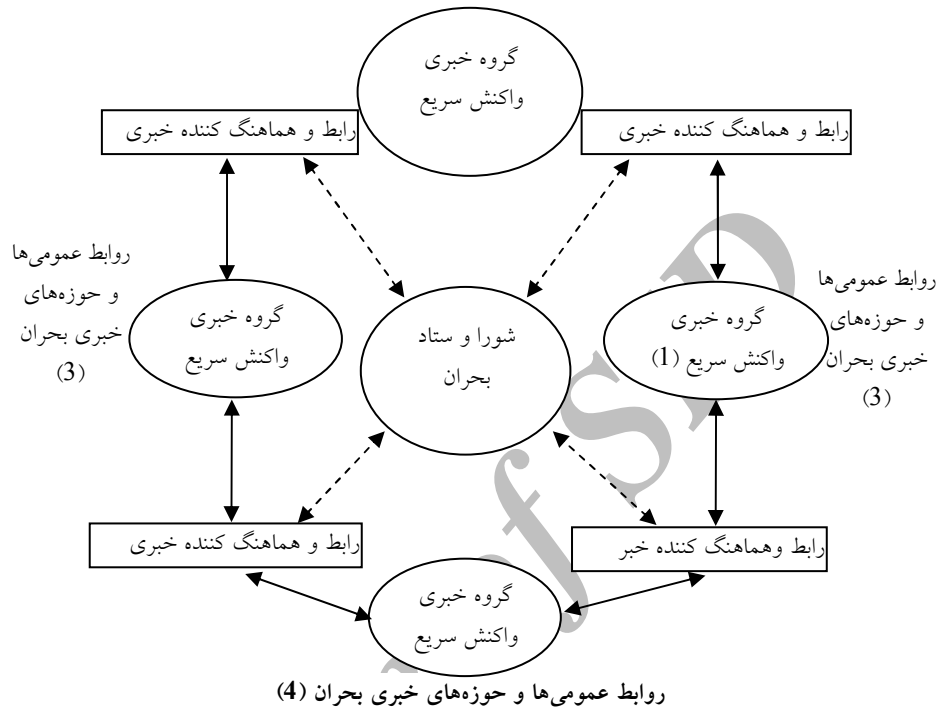 گروه خبری
واکنش سریع
رابط و هماهنگ کننده خبری
رابط و هماهنگ کننده خبری
روابط عمومی‌ها
و حوزه‌های
خبری بحران
(3)
گروه خبری
واکنش سریع (1)
شورا و ستاد
بحران
گروه خبری
واکنش سریع
روابط عمومی‌ها
و حوزه‌های
خبری بحران
(3)
رابط وهماهنگ کننده خبر
رابط و هماهنگ کننده خبری
گروه خبری
واکنش سریع
روابط عمومی‌ها و حوزه‌های خبری بحران (4)